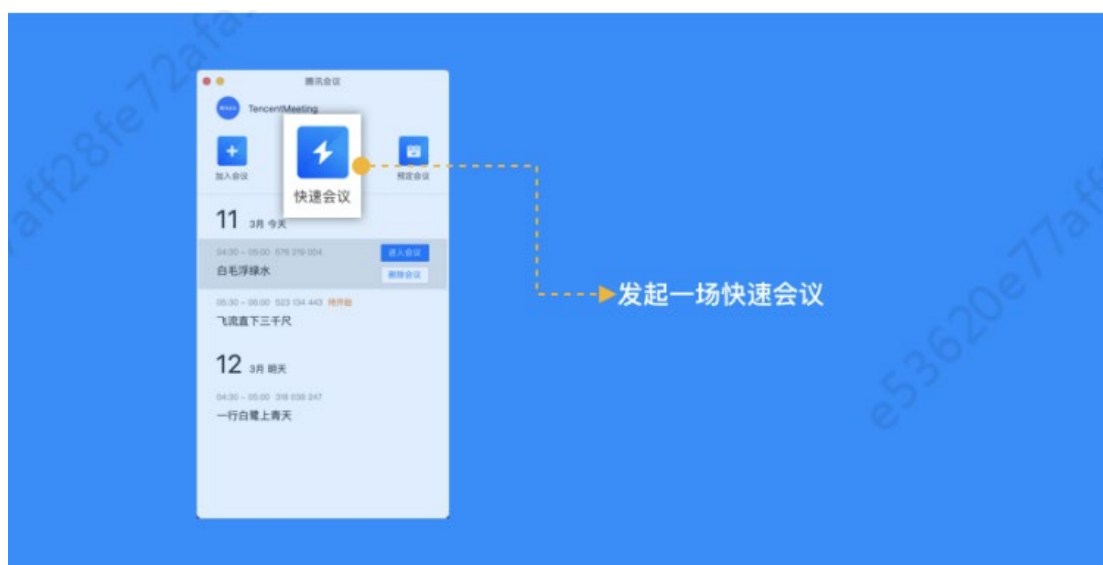 腾讯会议
TencentMeeting
加入会议
快速会议
预定会议
11 3月 今天
04:30 - 05:00 576 219 004
进入会议
白毛浮绿水
删除会议
05:30 - 06:00 523 134 443 待开始
飞流直下三千尺
发起一场快速会议
12 3月 明天
04:30 - 05:00 316 038 247
一行白鹭上青天
e53620e77aff
aff28fe72afa